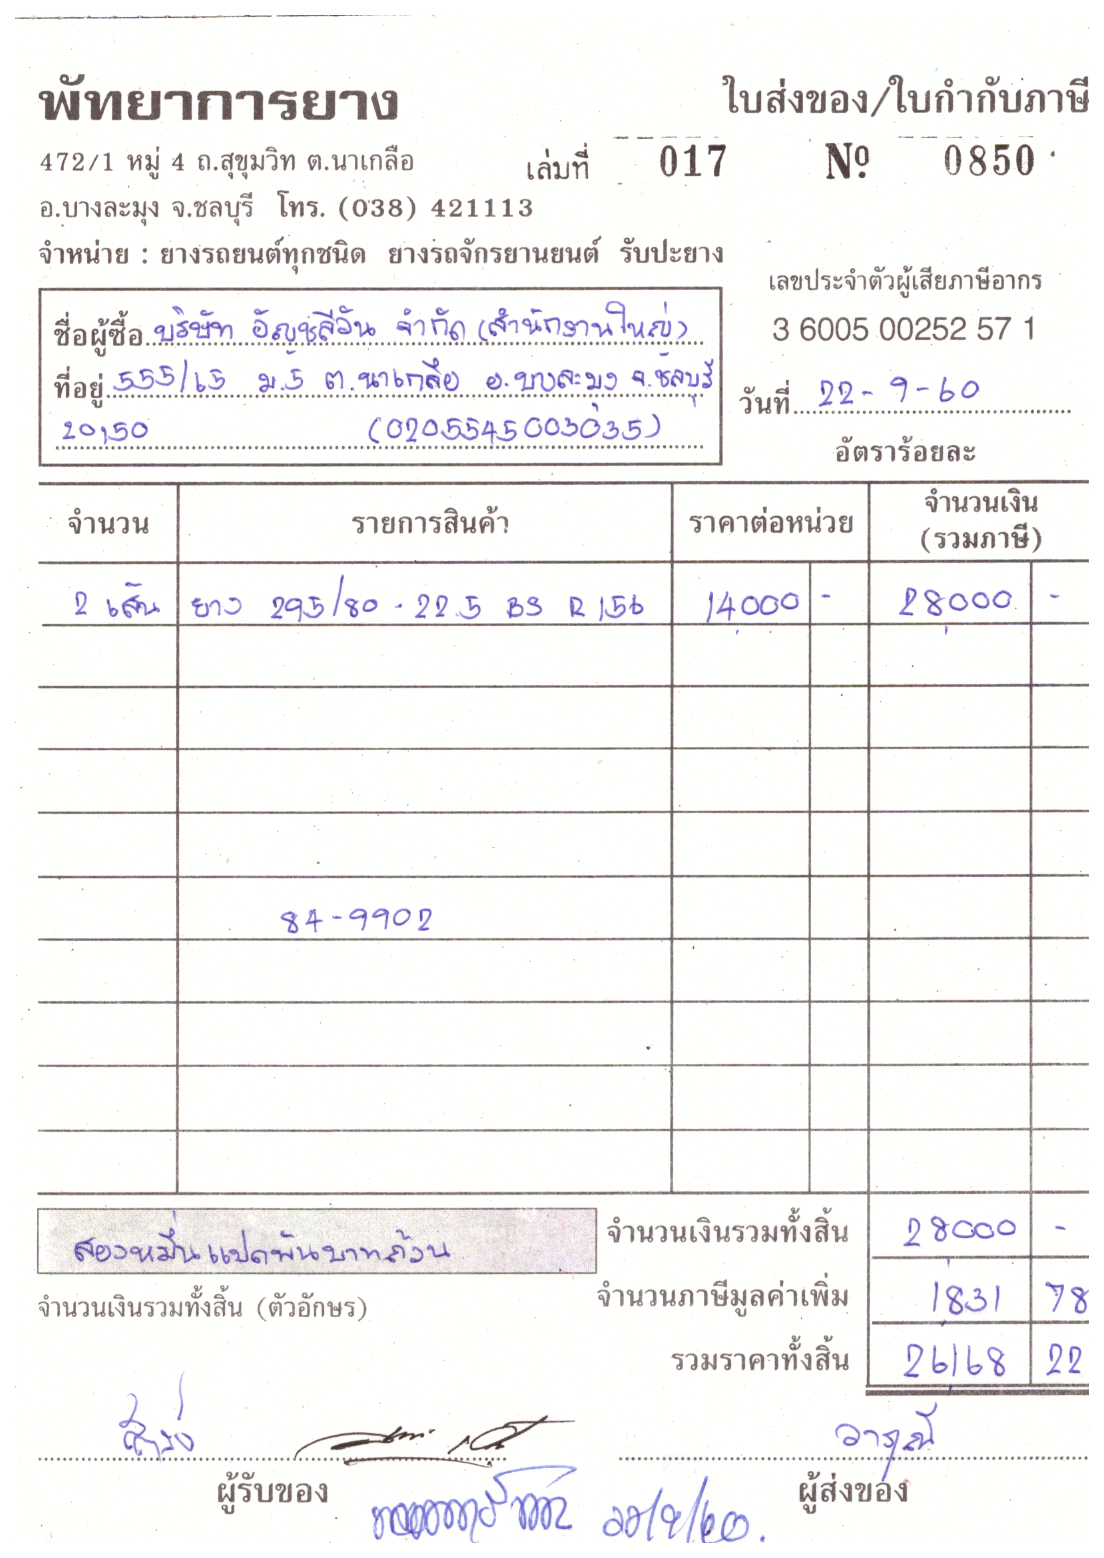 พัทยาการยาง
ใบส่งของ/ใบกำกับภาษี
472/1 หมู่ 4 ถ.สุขุมวิท ต.นาเกลือ
เล่มที่ 017 № 0850
อ.บางละมุง จ.ชลบุรี โทร. (038) 421113
จำหน่าย : ยางรถยนต์ทุกชนิด ยางรถจักรยานยนต์ รับปะยาง
เลขประจำตัวผู้เสียภาษีอากร
3 6005 00252 57 1
ชื่อผู้ซื้อ บริษัท อัญชลีวัน จำกัด (สำนักงานใหญ่)
ที่อยู่ 555/65 ม.5 ต.นาเกลือ อ.บางละมุง จ.ชลบุรี
20150 (0205545003035)
วันที่ 22-9-60
อัตราร้อยละ
จำนวน รายการสินค้า ราคาต่อหน่วย จำนวนเงิน
(รวมภาษี)
2 เส้น ยาง 295/80-22.5 BS R156 14000 - 28000 -
84-9902
สองหมื่นแปดพันบาทถ้วน
จำนวนเงินรวมทั้งสิ้น 28000 -
จำนวนเงินรวมทั้งสิ้น (ตัวอักษร)
จำนวนภาษีมูลค่าเพิ่ม 1831 78
รวมราคาทั้งสิ้น 26168 22
ผู้รับของ ผู้ส่งของ